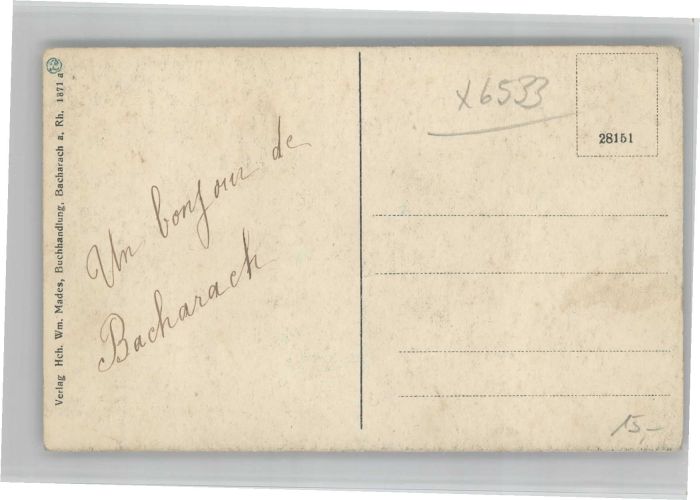 Verlag Hch. Wm. Mades, Buchhandlung, Bacharach a. Rh. 1871 a
Un bonjour de
Bacharach
x6533
28151
15,-